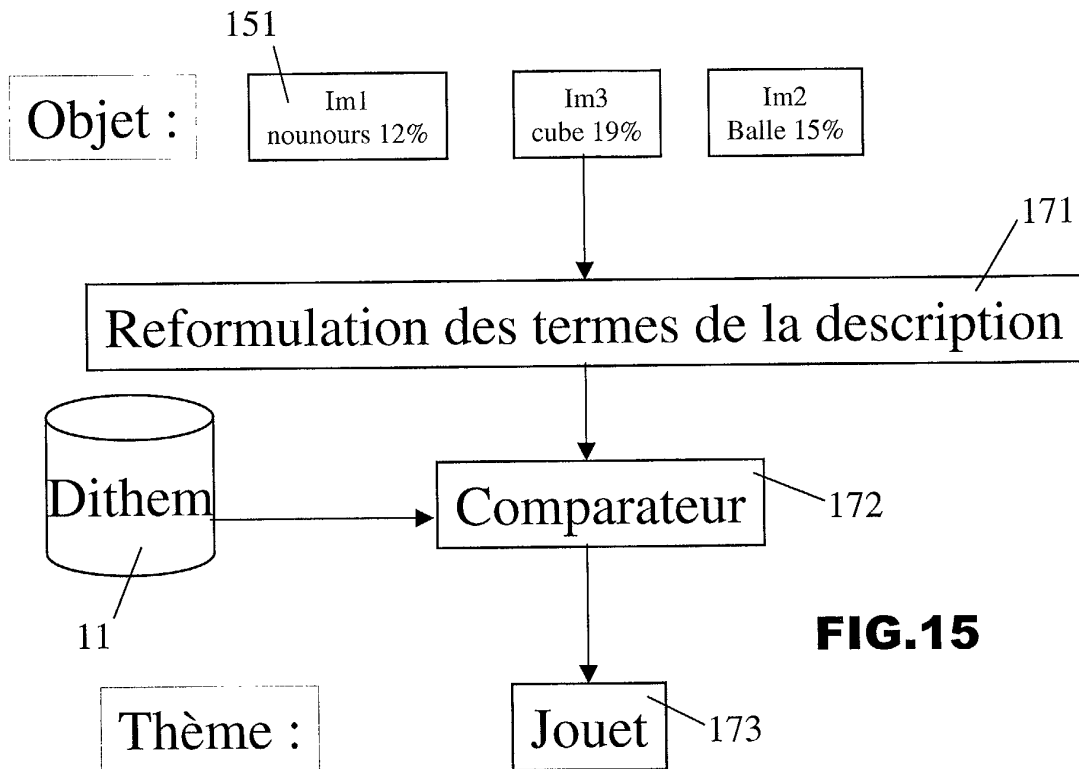 151
Objet :
Im1
nounours 12%
Im3
cube 19%
Im2
Balle 15%
171
Reformulation des termes de la description
Dithem
Comparateur
172
11
FIG.15
Thème :
Jouet
173